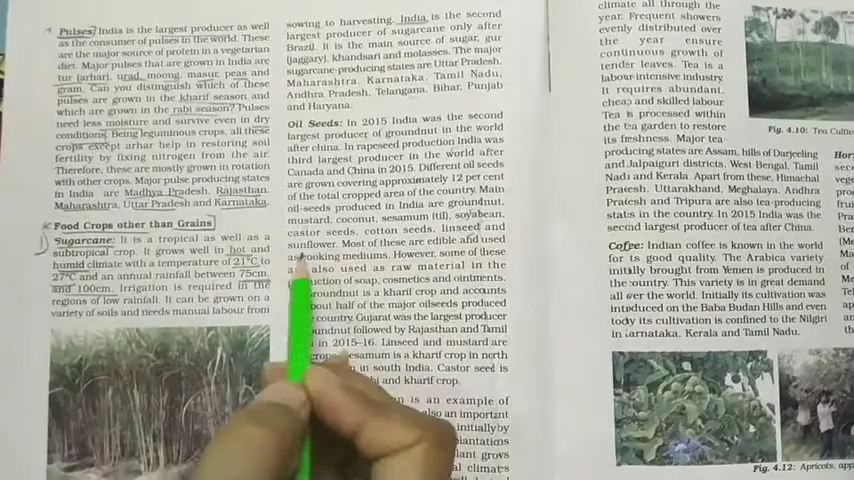 Pulses: India is the largest producer as well
as the consumer of pulses in the world. These
are the major source of protein in a vegetarian
diet. Major pulses that are grown in India are
tur (arhar), urad, moong, masur, peas and
gram. Can you distinguish which of these
pulses are grown in the kharif season and
which are grown in the rabi season? Pulses
need less moisture and survive even in dry
conditions. Being leguminous crops, all these
crops except arhar help in restoring soil
fertility by fixing nitrogen from the air.
Therefore, these are mostly grown in rotation
with other crops. Major pulse producing states
in India are Madhya Pradesh, Rajasthan,
Maharashtra, Uttar Pradesh and Karnataka.
Food Crops other than Grains
Sugarcane: It is a tropical as well as a
subtropical crop. It grows well in hot and
humid climate with a temperature of 21°C to
27°C and an annual rainfall between 75cm.
and 100cm. Irrigation is required in the
regions of low rainfall. It can be grown on a
variety of soils and needs manual labour from
sowing to harvesting. India is the second
largest producer of sugarcane only after
Brazil. It is the main source of sugar, gur
(jaggary), khandsari and molasses. The major
sugarcane producing states are Uttar Pradesh,
Maharashtra, Karnataka, Tamil Nadu,
Andhra Pradesh, Telangana, Bihar, Punjab
and Haryana.
Oil Seeds: In 2015 India was the second
largest producer of groundnut in the world
after china. In rapeseed production India was
third largest producer in the world after
Canada and China in 2015. Different oil seeds
are grown covering approximately 12 per cent
of the total cropped area of the country. Main
oil-seeds produced in India are groundnut,
mustard, coconut, sesamum (til), soyabean,
castor seeds, cotton seeds, linseed and
sunflower. Most of these are edible and used
as cooking mediums. However, some of these
also used as raw material in the
uction of soap, cosmetics and ointments.
roundnut is a kharif crop and accounts
bout half of the major oilseeds produced
country. Gujarat was the largest producer
oundnut followed by Rajasthan and Tamil
in 2015–16. Linseed and mustard are
crops. Sesamum is a kharif crop in north
in south India. Castor seed is
bi and kharif crop.
an is an example of
also an important
initially by
plantations
plant grows
climates
climate all through the
year. Frequent showers
evenly distributed over
the year ensure
continuous growth of
tender leaves. Tea is a
labour-intensive industry.
It requires abundant,
cheap and skilled labour.
Tea is processed within
the tea garden to restore
its freshness. Major tea
producing states are Assam, hills of Darjeeling
and Jalpaiguri districts, West Bengal, Tamil
Nadu and Kerala. Apart from these, Himachal
Pradesh, Uttarakhand, Meghalaya, Andhra
Pradesh and Tripura are also tea-producing
states in the country. In 2015 India was the
second largest producer of tea after China.
Coffee: Indian coffee is known in the world
for its good quality. The Arabica variety
initially brought from Yemen is produced in
the country. This variety is in great demand
all over the world. Initially its cultivation was
introduced on the Baba Budan Hills and even
today its cultivation is confined to the Nilgiri
in Karnataka, Kerala and Tamil Nadu.
Fig. 4.10: Tea Cultiv
Fig. 4.12: Apricots, app